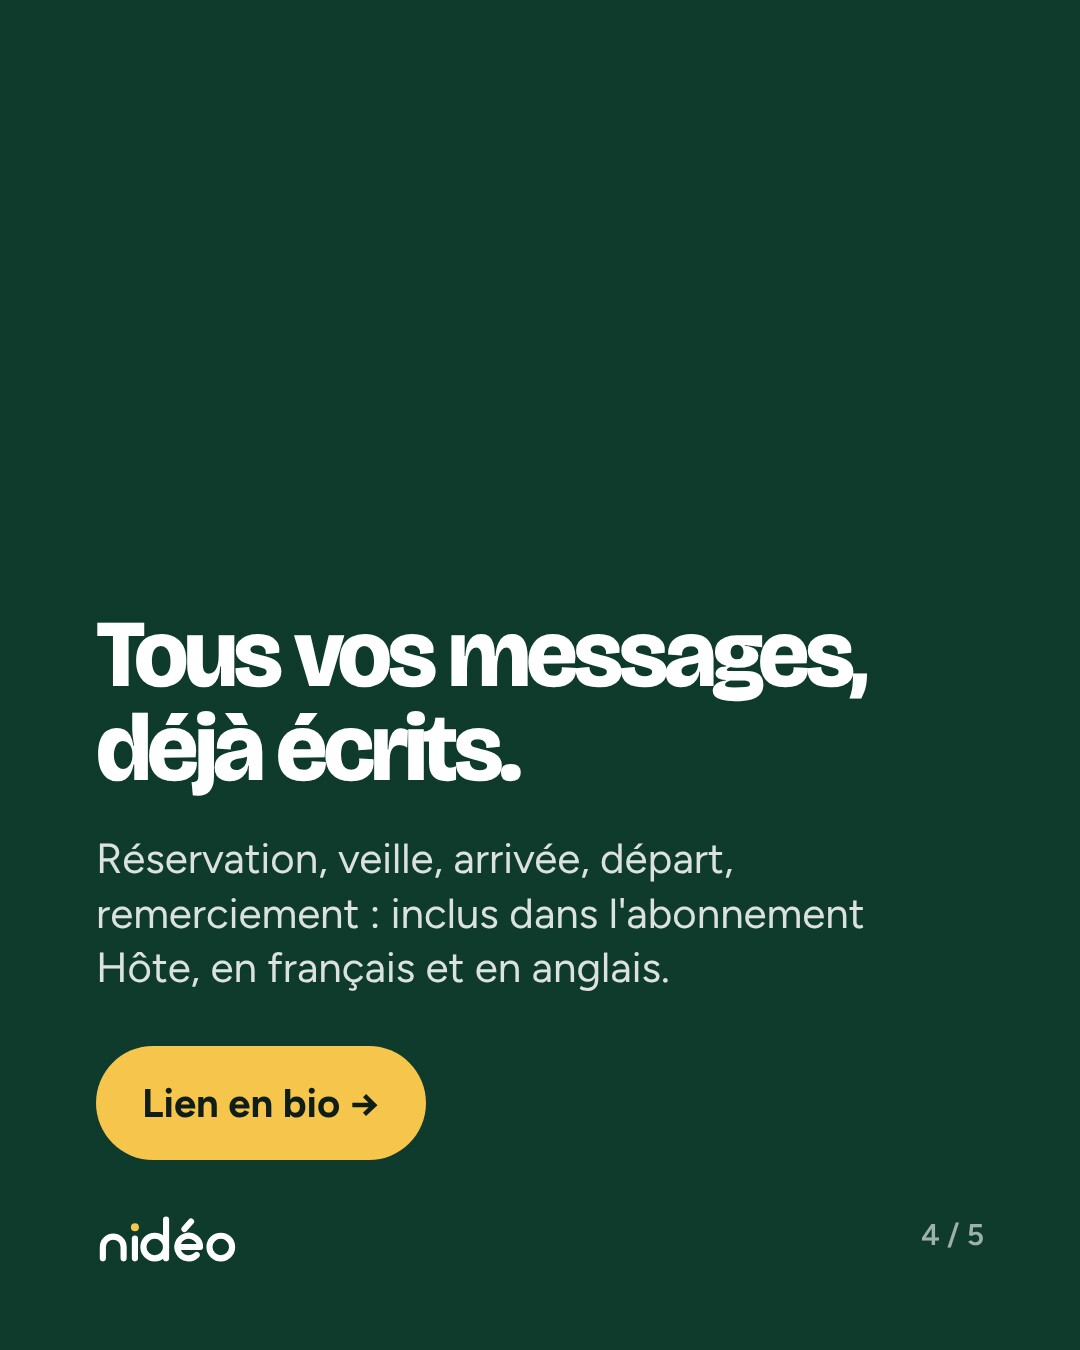 Tous vos messages,
déjà écrits.
Réservation, veille, arrivée, départ,
remerciement : inclus dans l'abonnement
Hôte, en français et en anglais.
Lien en bio →
nidéo
4 / 5